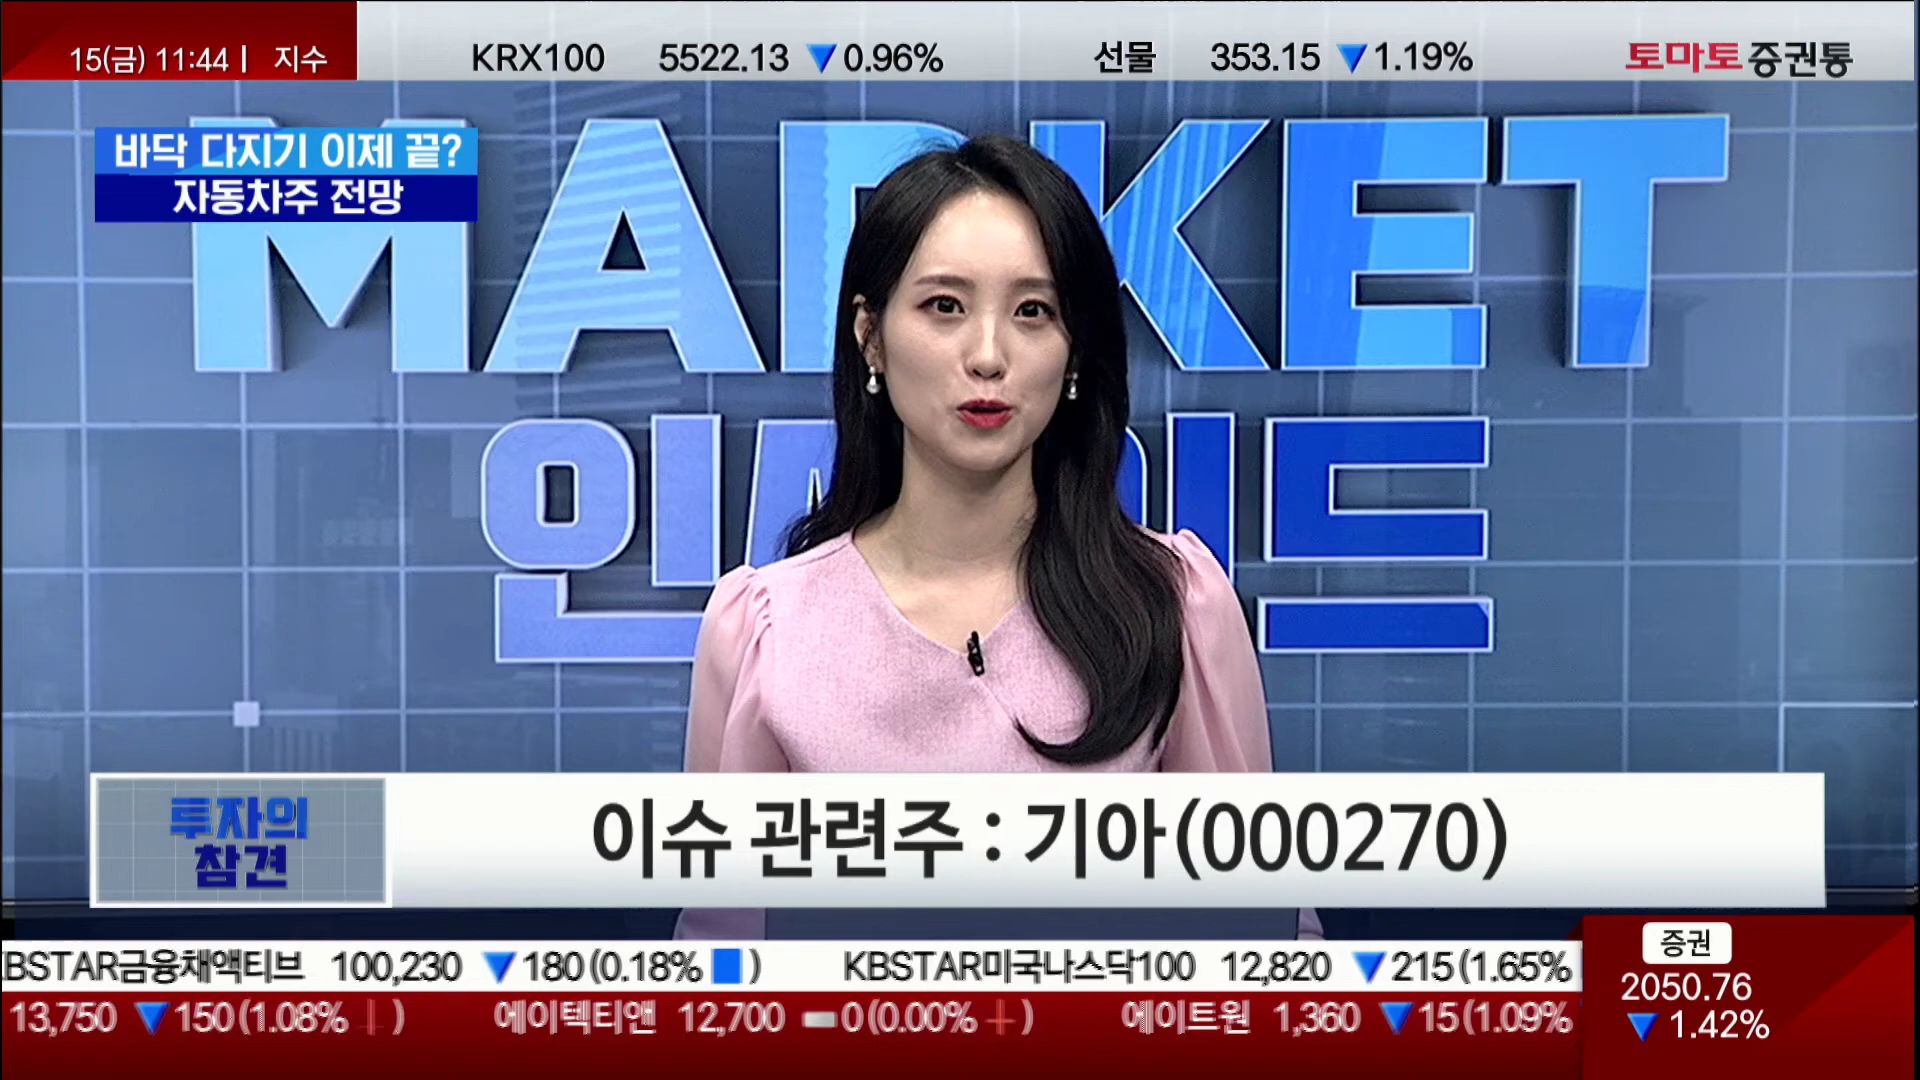 15(금) 11:44 | 지수 KRX100 5522.13 ▼0.96% 선물 353.15 ▼1.19% 토마토증권통
바닥 다지기 이제 끝?
자동차주 전망
MARKET
인사이드
투자의
참견
이슈 관련주 : 기아(000270)
KBSTAR금융채액티브 100,230 ▼180(0.18% ) KBSTAR미국나스닥100 12,820 ▼215(1.65%
13,750 ▼150(1.08% ↓) 에이텍티앤 12,700 0(0.00% +) 에이트원 1,360 ▼15(1.09%
증권
2050.76
▼1.42%